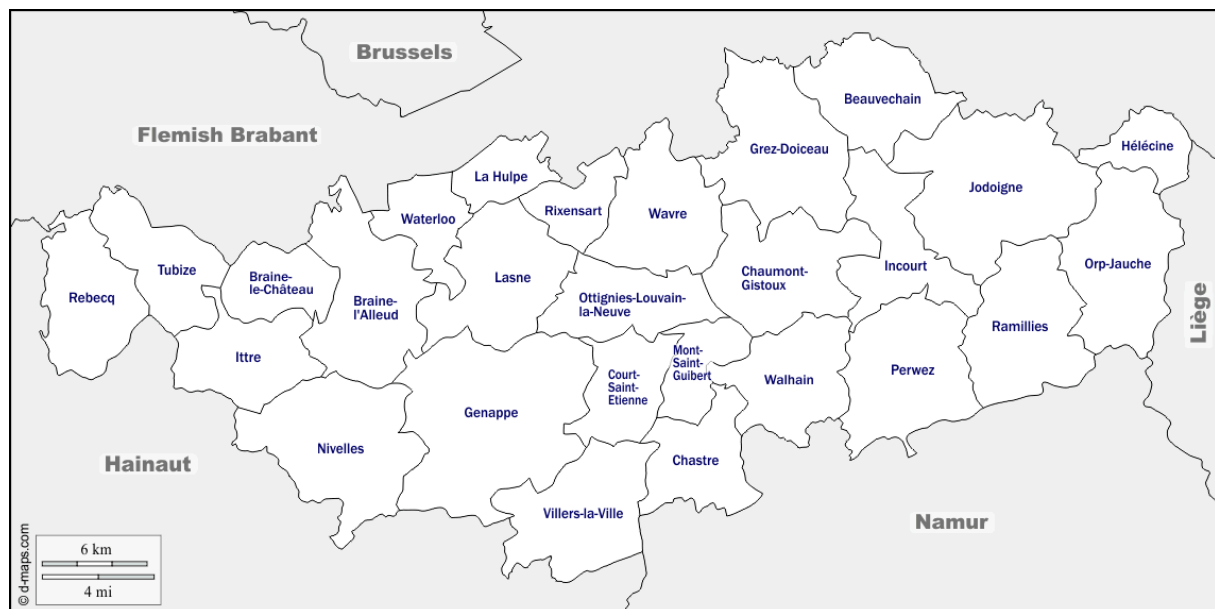 Brussels
Flemish Brabant
Beauvechain
Grez-Doiceau
Hélécine
La Hulpe
Jodoigne
Waterloo
Rixensart
Wavre
Tubize
Braine-
le-Château
Lasne
Chaumont-
Gistoux
Incourt
Orp-Jauche
Rebecq
Braine-
l'Alleud
Ottignies-Louvain-
la-Neuve
Liège
Ramillies
Ittre
Mont-
Saint-
Guibert
Court-
Saint-
Etienne
Walhain
Perwez
Genappe
Nivelles
Hainaut
Chastre
Villers-la-Ville
Namur
6 km
4 mi
© d-maps.com